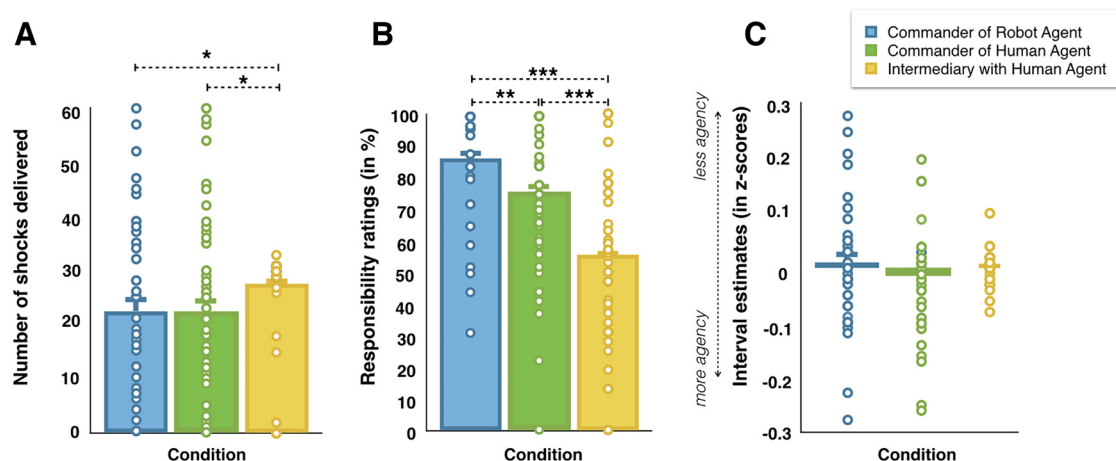 A
B
C
Commander of Robot Agent
Commander of Human Agent
Intermediary with Human Agent
*
*
***
**
***
Number of shocks delivered
60
50
40
30
20
10
0
Condition
Responsibility ratings (in %)
100
90
80
70
60
50
40
30
20
10
0
Condition
less agency
more agency
Interval estimates (in z-scores)
0.3
0.2
0.1
0
-0.1
-0.2
-0.3
Condition